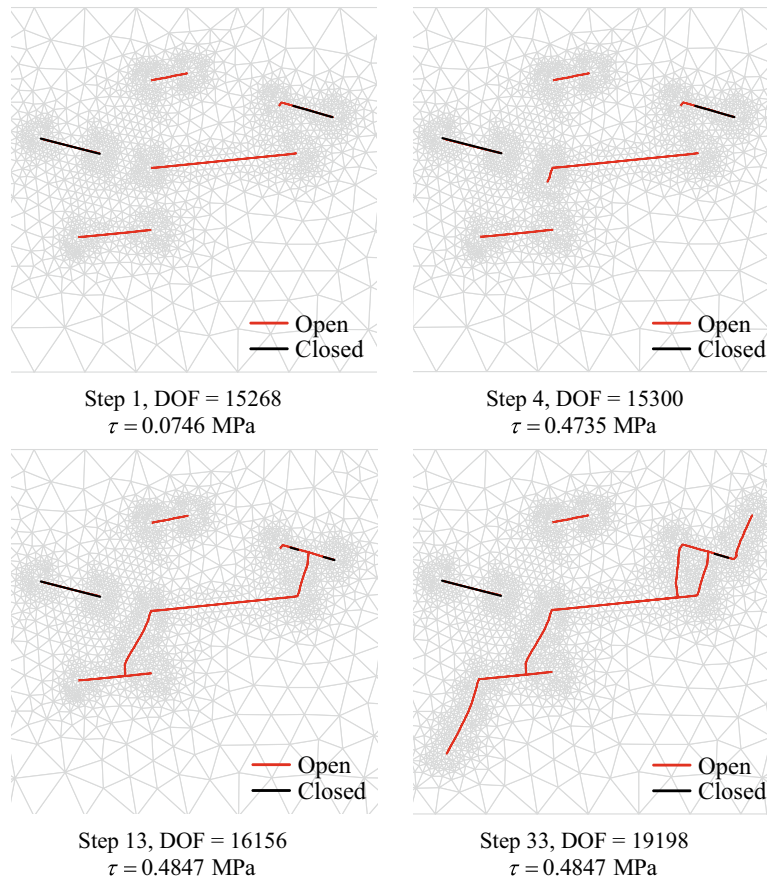 Open
Closed
Step 1, DOF = 15268
τ = 0.0746 MPa
Open
Closed
Step 4, DOF = 15300
τ = 0.4735 MPa
Open
Closed
Step 13, DOF = 16156
τ = 0.4847 MPa
Open
Closed
Step 33, DOF = 19198
τ = 0.4847 MPa